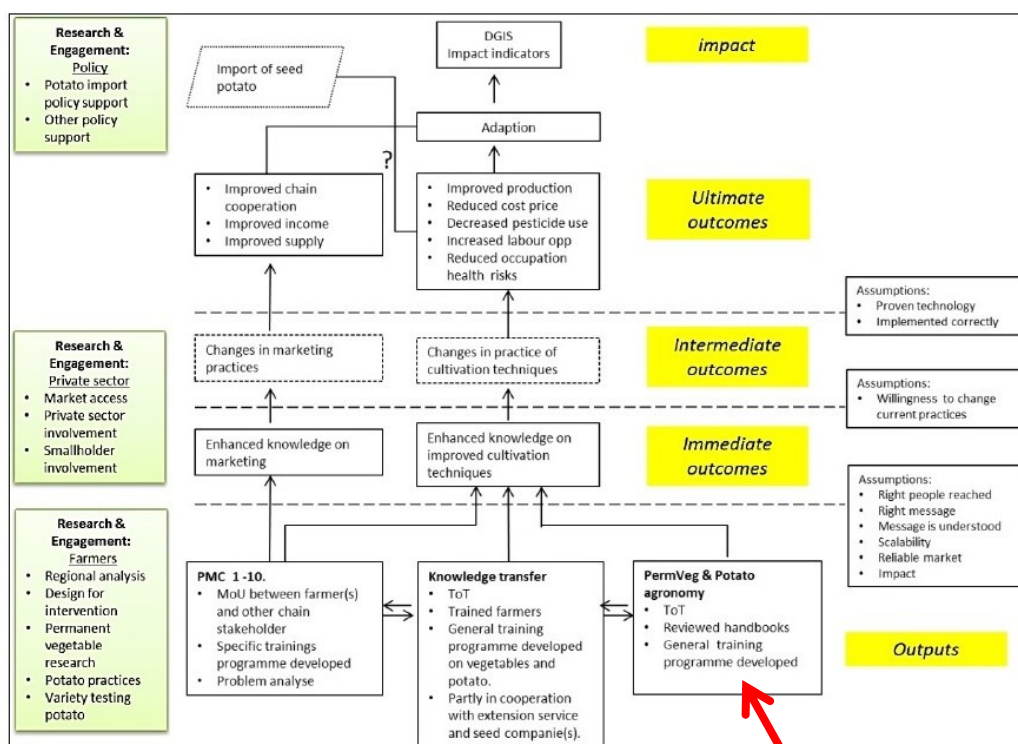 Research &
Engagement:
Policy
• Potato import
policy support
• Other policy
support
Import of seed
potato
DGIS
Impact indicators
impact
Adaption
?
• Improved chain
cooperation
• Improved income
• Improved supply
• Improved production
• Reduced cost price
• Decreased pesticide use
• Increased labour opp
• Reduced occupation
health risks
Ultimate
outcomes
Assumptions:
• Proven technology
• Implemented correctly
Research &
Engagement:
Private sector
• Market access
• Private sector
involvement
• Smallholder
involvement
Changes in marketing
practices
Changes in practice of
cultivation techniques
Intermediate
outcomes
Assumptions:
• Willingness to change
current practices
Enhanced knowledge on
marketing
Enhanced knowledge on
improved cultivation
techniques
Immediate
outcomes
Assumptions:
• Right people reached
• Right message
• Message is understood
• Scalability
• Reliable market
• Impact
Research &
Engagement:
Farmers
• Regional analysis
• Design for
intervention
• Permanent
vegetable
research
• Potato practices
• Variety testing
potato
PMC 1 -10.
• MoU between farmer(s)
and other chain
stakeholder
• Specific trainings
programme developed
• Problem analyse
Knowledge transfer
• ToT
• Trained farmers
• General training
programme developed
on vegetables and
potato.
• Partly in cooperation
with extension service
and seed companie(s).
PermVeg & Potato
agronomy
• ToT
• Reviewed handbooks
• General training
programme developed
Outputs